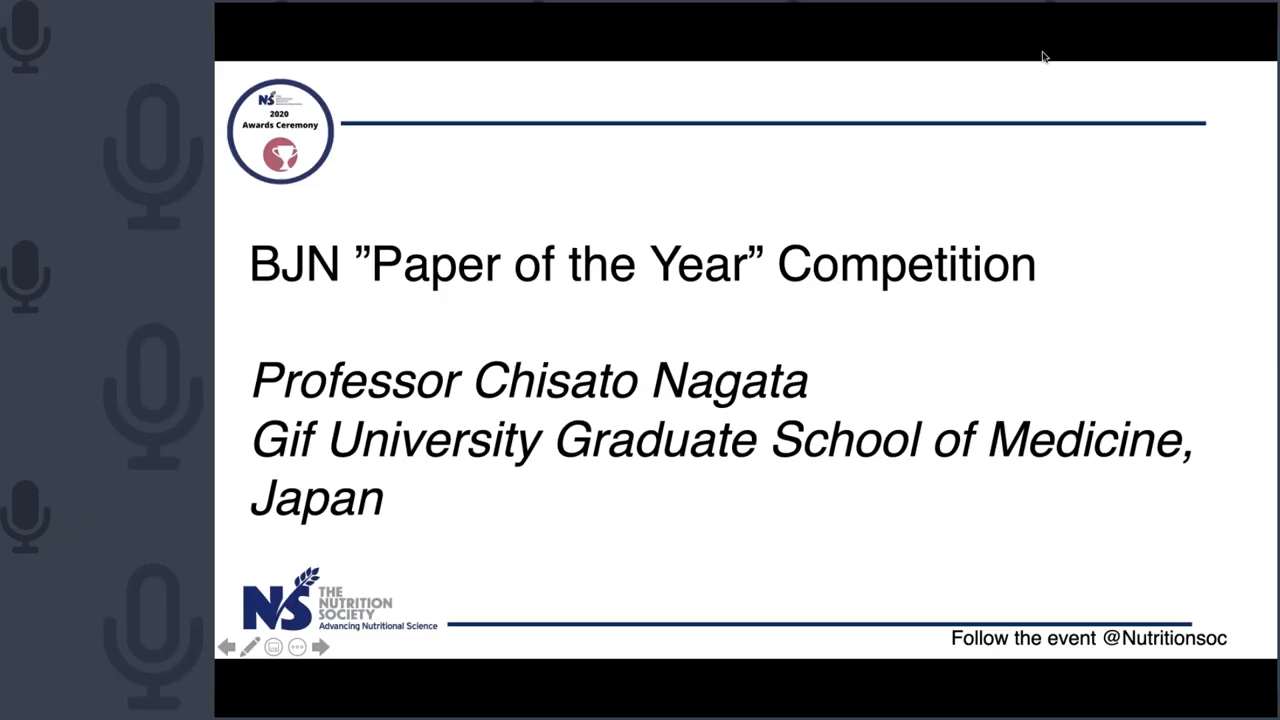 NS
2020
Awards Ceremony
BJN ”Paper of the Year” Competition
Professor Chisato Nagata
Gif University Graduate School of Medicine,
Japan
NS THE
NUTRITION
SOCIETY
Advancing Nutritional Science
Follow the event @Nutritionsoc